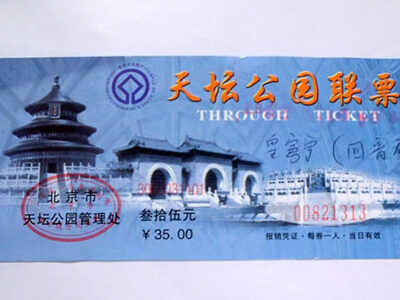 天坛公园联票
THROUGH TICKET
皇穹宇（回音
北京市
天坛公园管理处
叁拾伍元
¥35.00
00821313
报销凭证·每券一人·当日有效